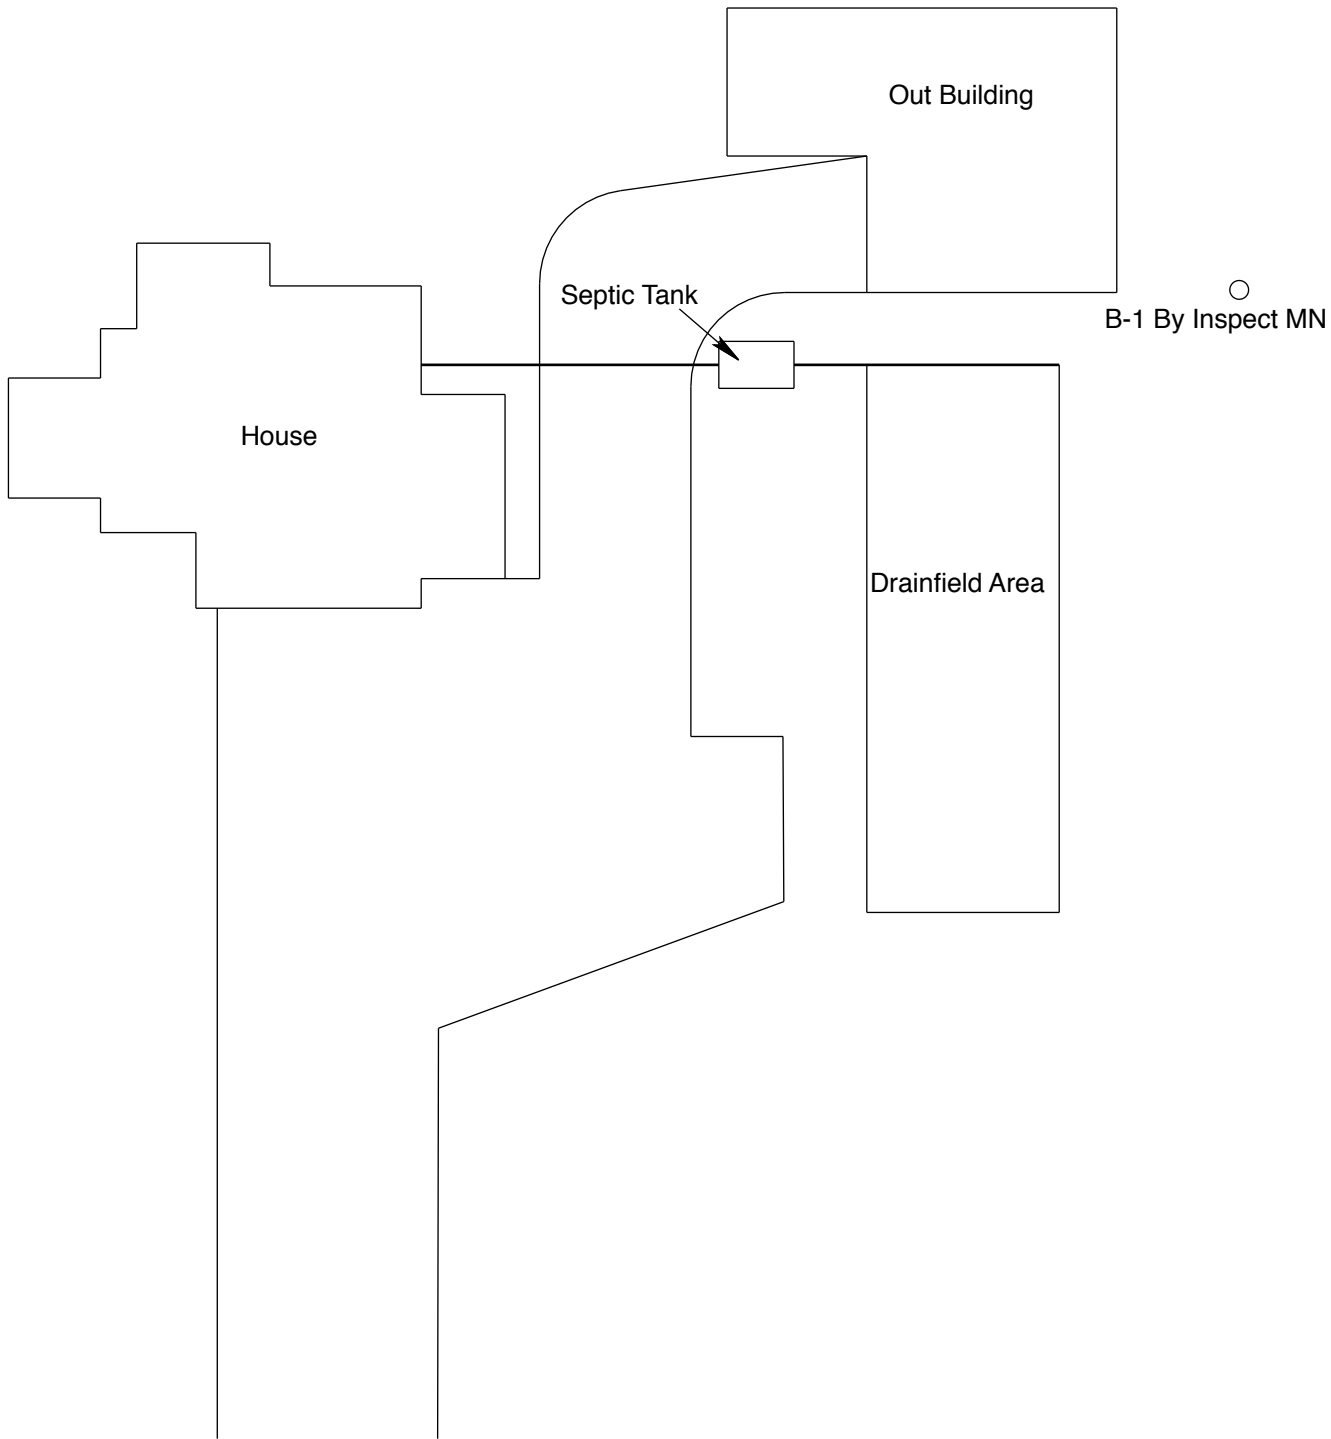 Out Building
Septic Tank
B-1 By Inspect MN
House
Drainfield Area